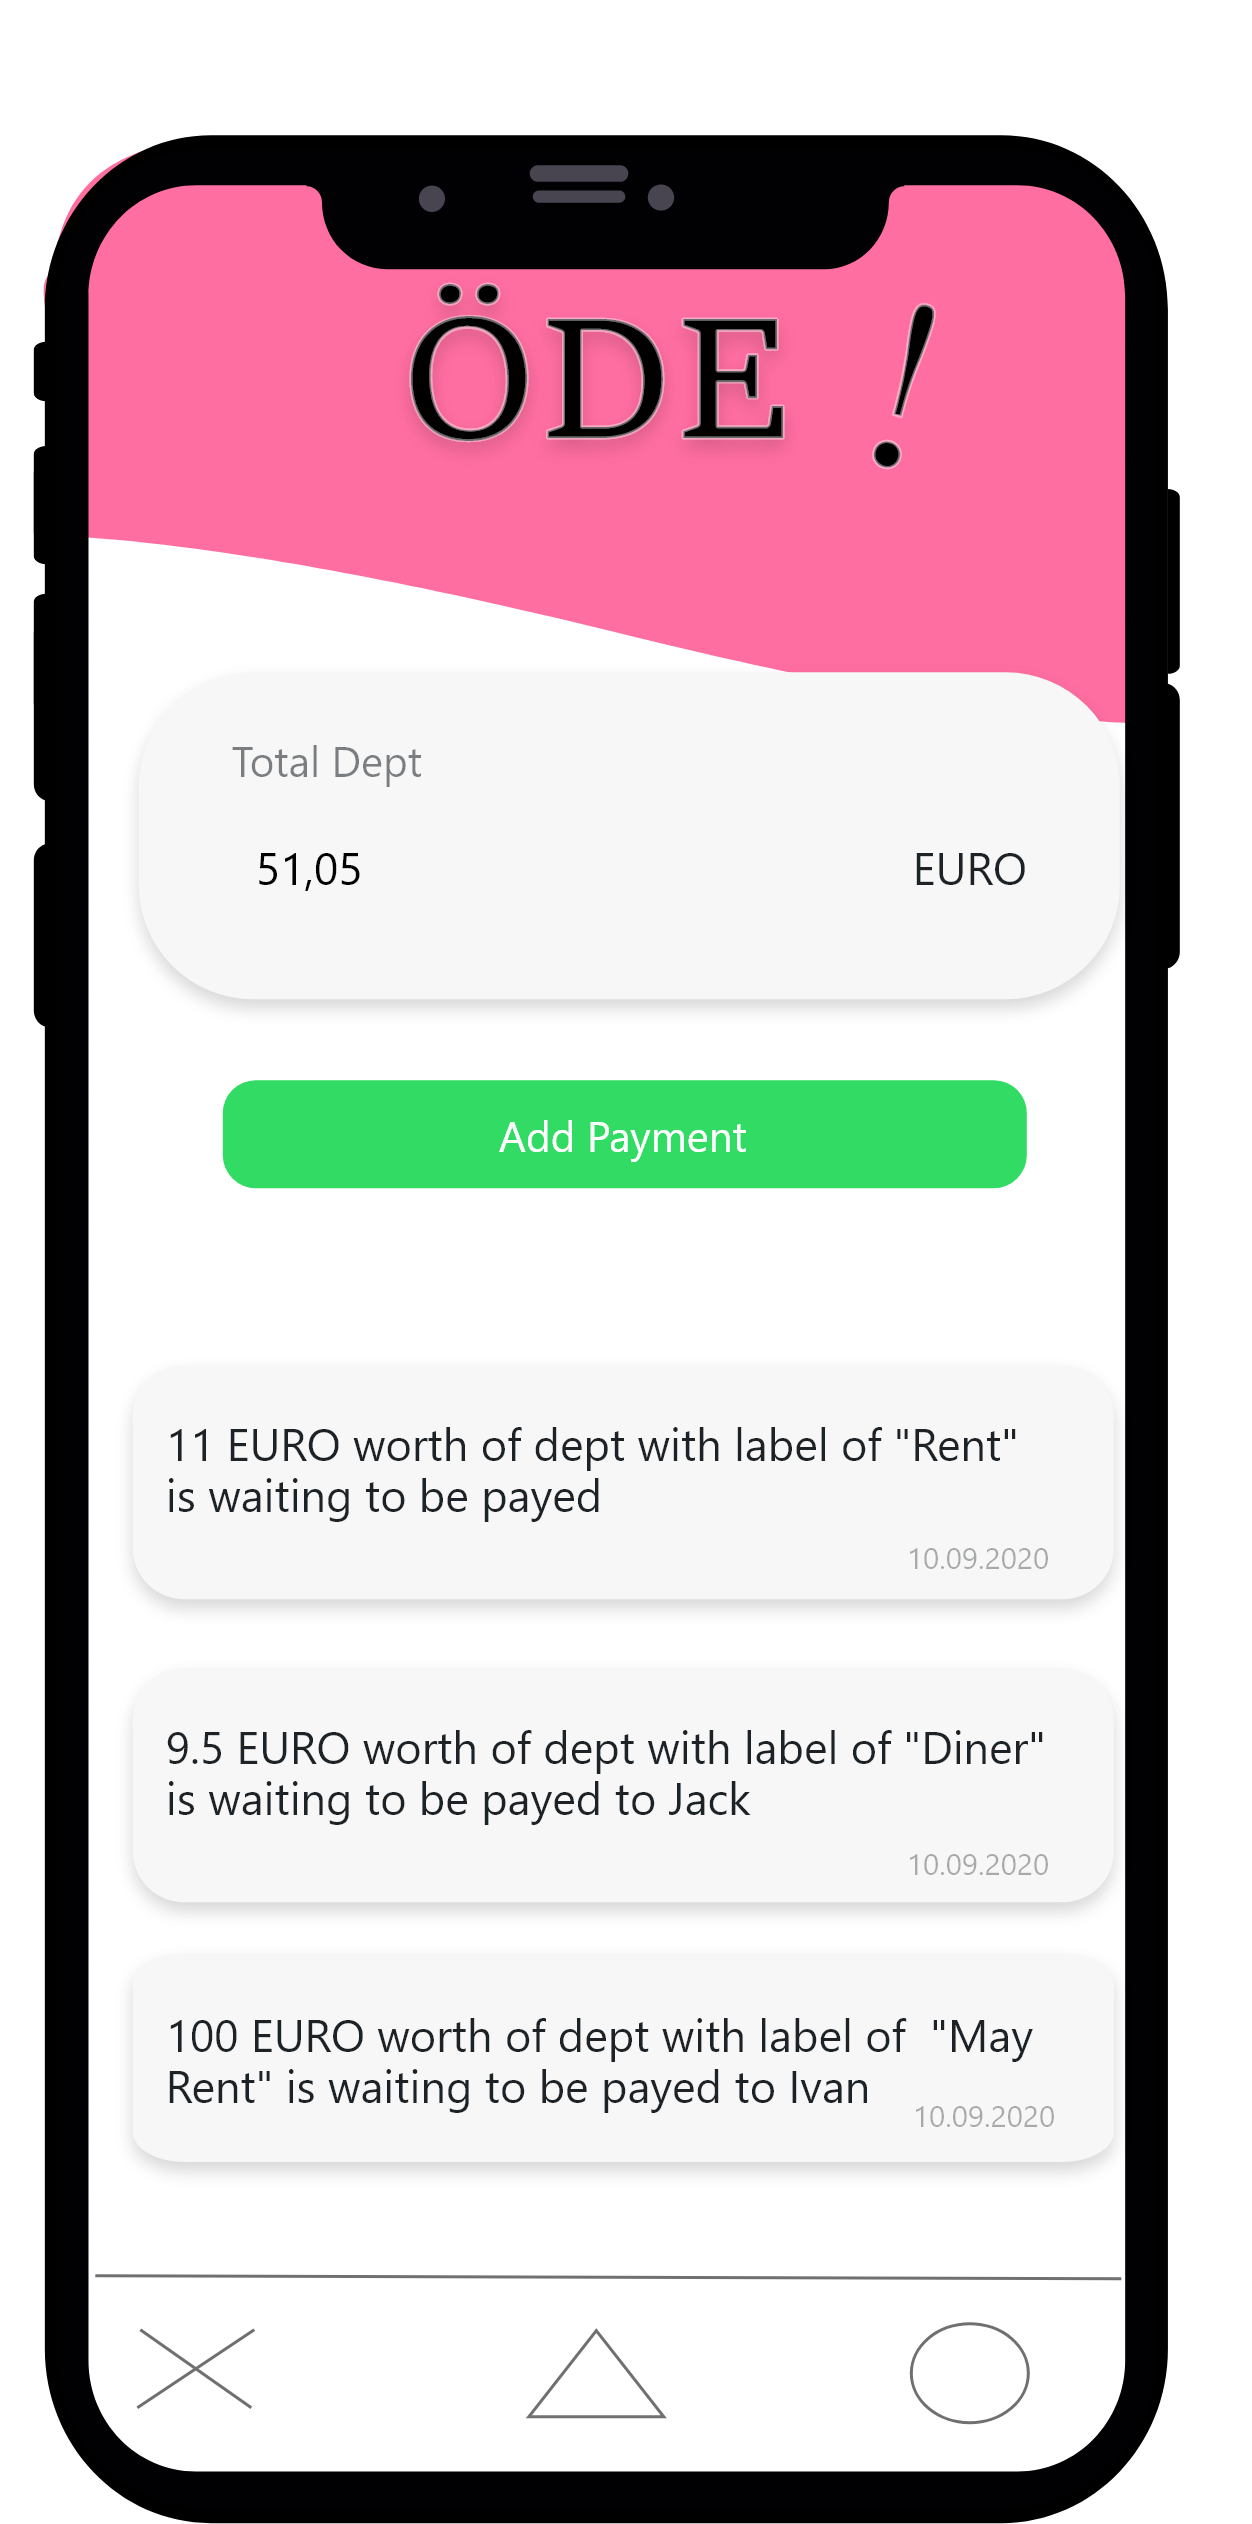 ÖDE !
Total Dept
51,05 EURO
Add Payment
11 EURO worth of dept with label of "Rent"
is waiting to be payed
10.09.2020
9.5 EURO worth of dept with label of "Diner"
is waiting to be payed to Jack
10.09.2020
100 EURO worth of dept with label of  "May
Rent" is waiting to be payed to Ivan
10.09.2020